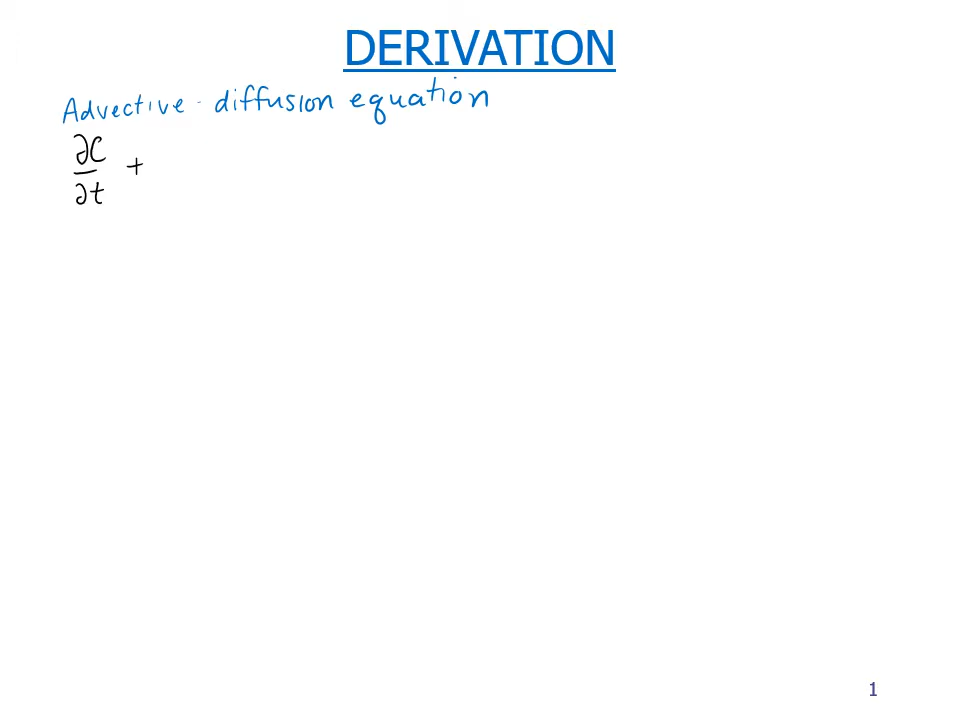 DERIVATION
Advective - diffusion equation
∂C/∂t +
1